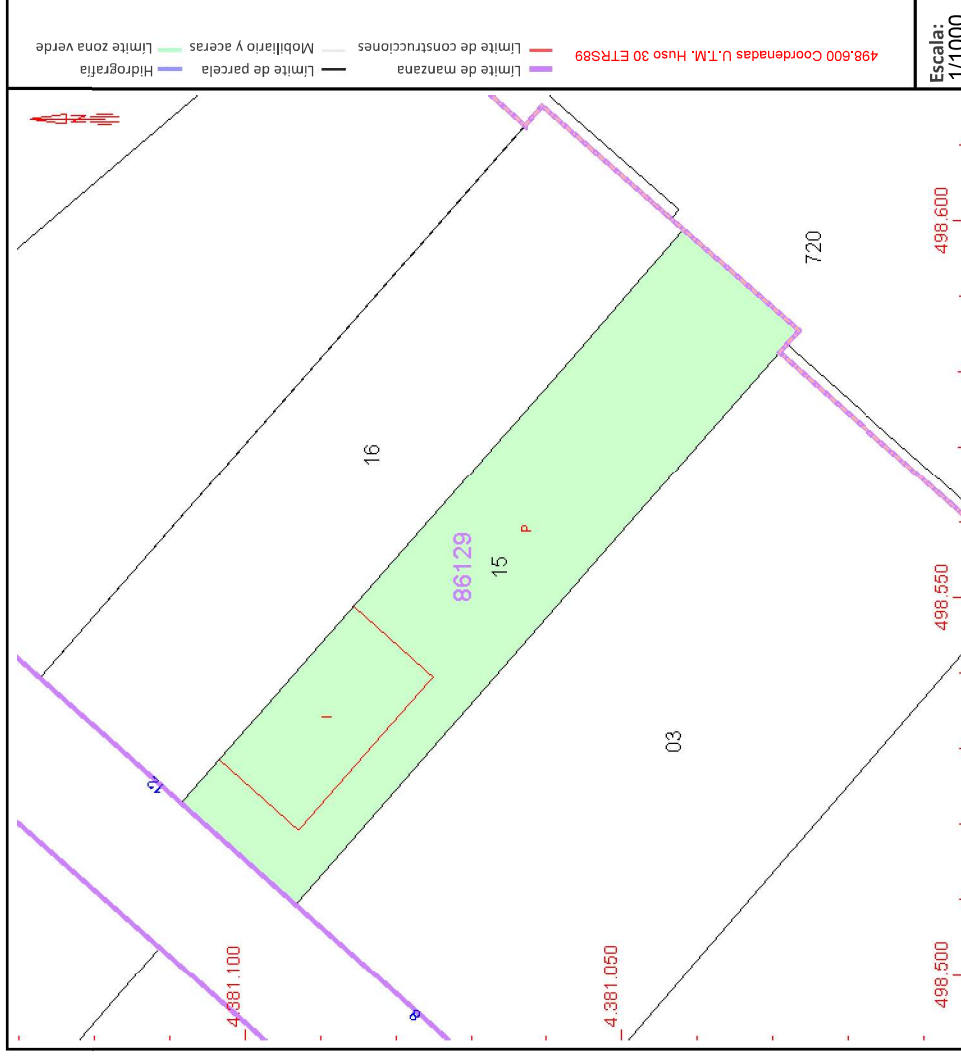 4.381.100
4.381.050
16
I
86129
15
P
03
720
498.500
498.550
498.600
498.600 Coordenadas U.T.M. Huso 30 ETRS89
Límite de manzana
Límite de parcela
Hidrografía
Límite de construcciones
Mobiliario y aceras
Límite zona verde
Escala:
1/1000